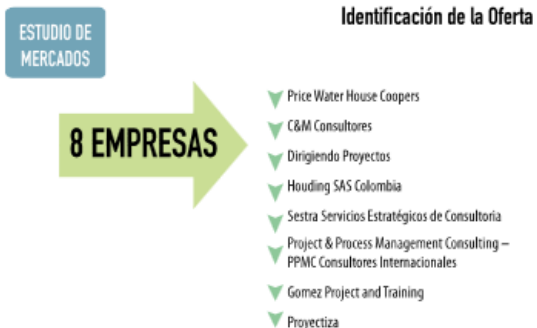 ESTUDIO DE
MERCADOS
Identificación de la Oferta
8 EMPRESAS
Price Water House Coopers
C&M Consultores
Dirigiendo Proyectos
Houding SAS Colombia
Sestra Servicios Estratégicos de Consultoria
Project & Process Management Consulting –
PPMC Consultores Internacionales
Gomez Project and Training
Proyectiza